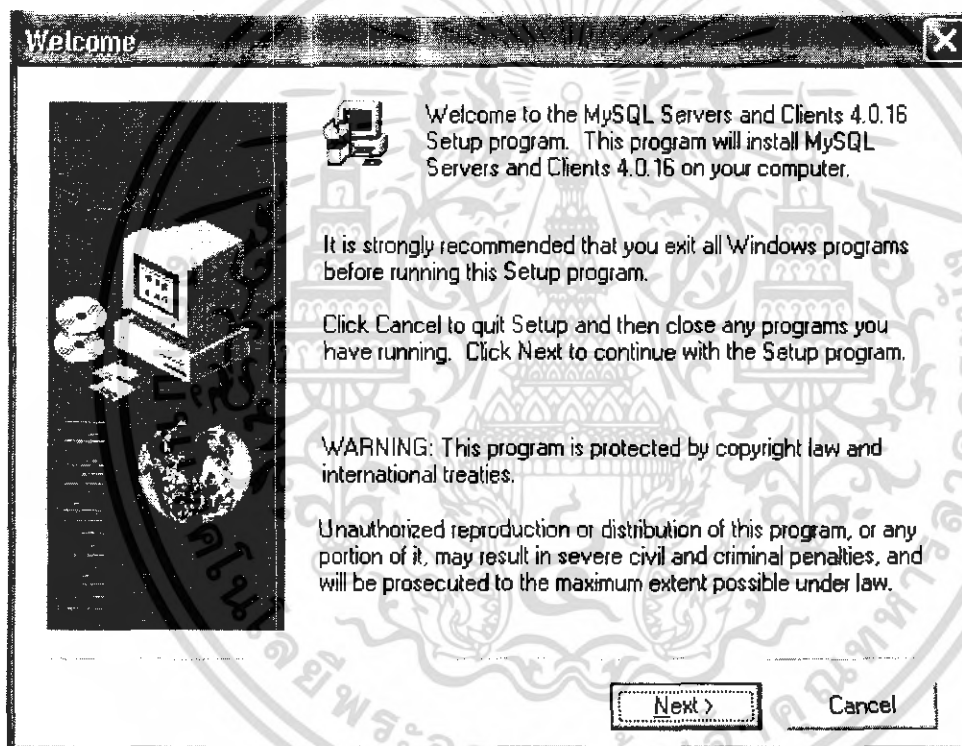 Welcome
Welcome to the MySQL Servers and Clients 4.0.16
Setup program. This program will install MySQL
Servers and Clients 4.0.16 on your computer.
It is strongly recommended that you exit all Windows programs
before running this Setup program.
Click Cancel to quit Setup and then close any programs you
have running. Click Next to continue with the Setup program.
WARNING: This program is protected by copyright law and
international treaties.
Unauthorized reproduction or distribution of this program, or any
portion of it, may result in severe civil and criminal penalties, and
will be prosecuted to the maximum extent possible under law.
Next >
Cancel